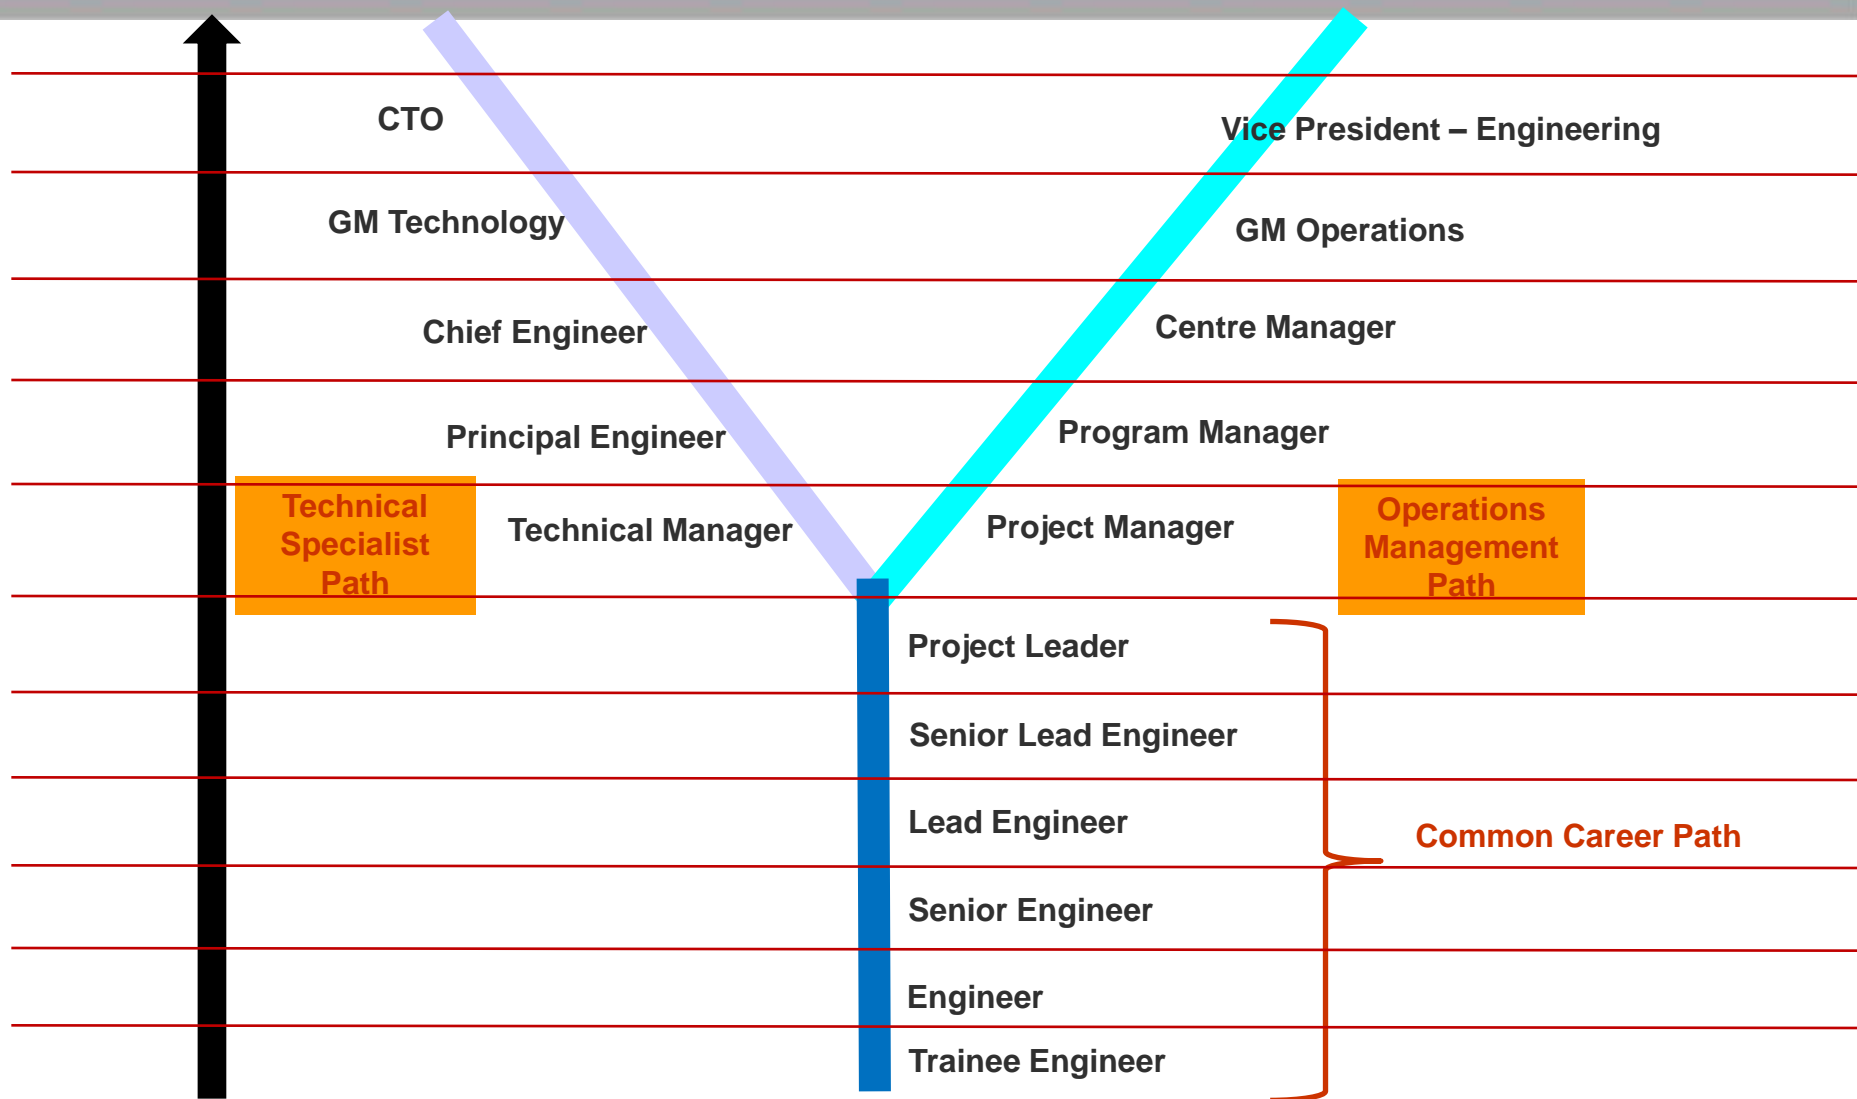 CTO
Vice President – Engineering
GM Technology
GM Operations
Chief Engineer
Centre Manager
Principal Engineer
Program Manager
Technical
Specialist
Path
Technical Manager
Project Manager
Operations
Management
Path
Project Leader
Senior Lead Engineer
Lead Engineer
Common Career Path
Senior Engineer
Engineer
Trainee Engineer